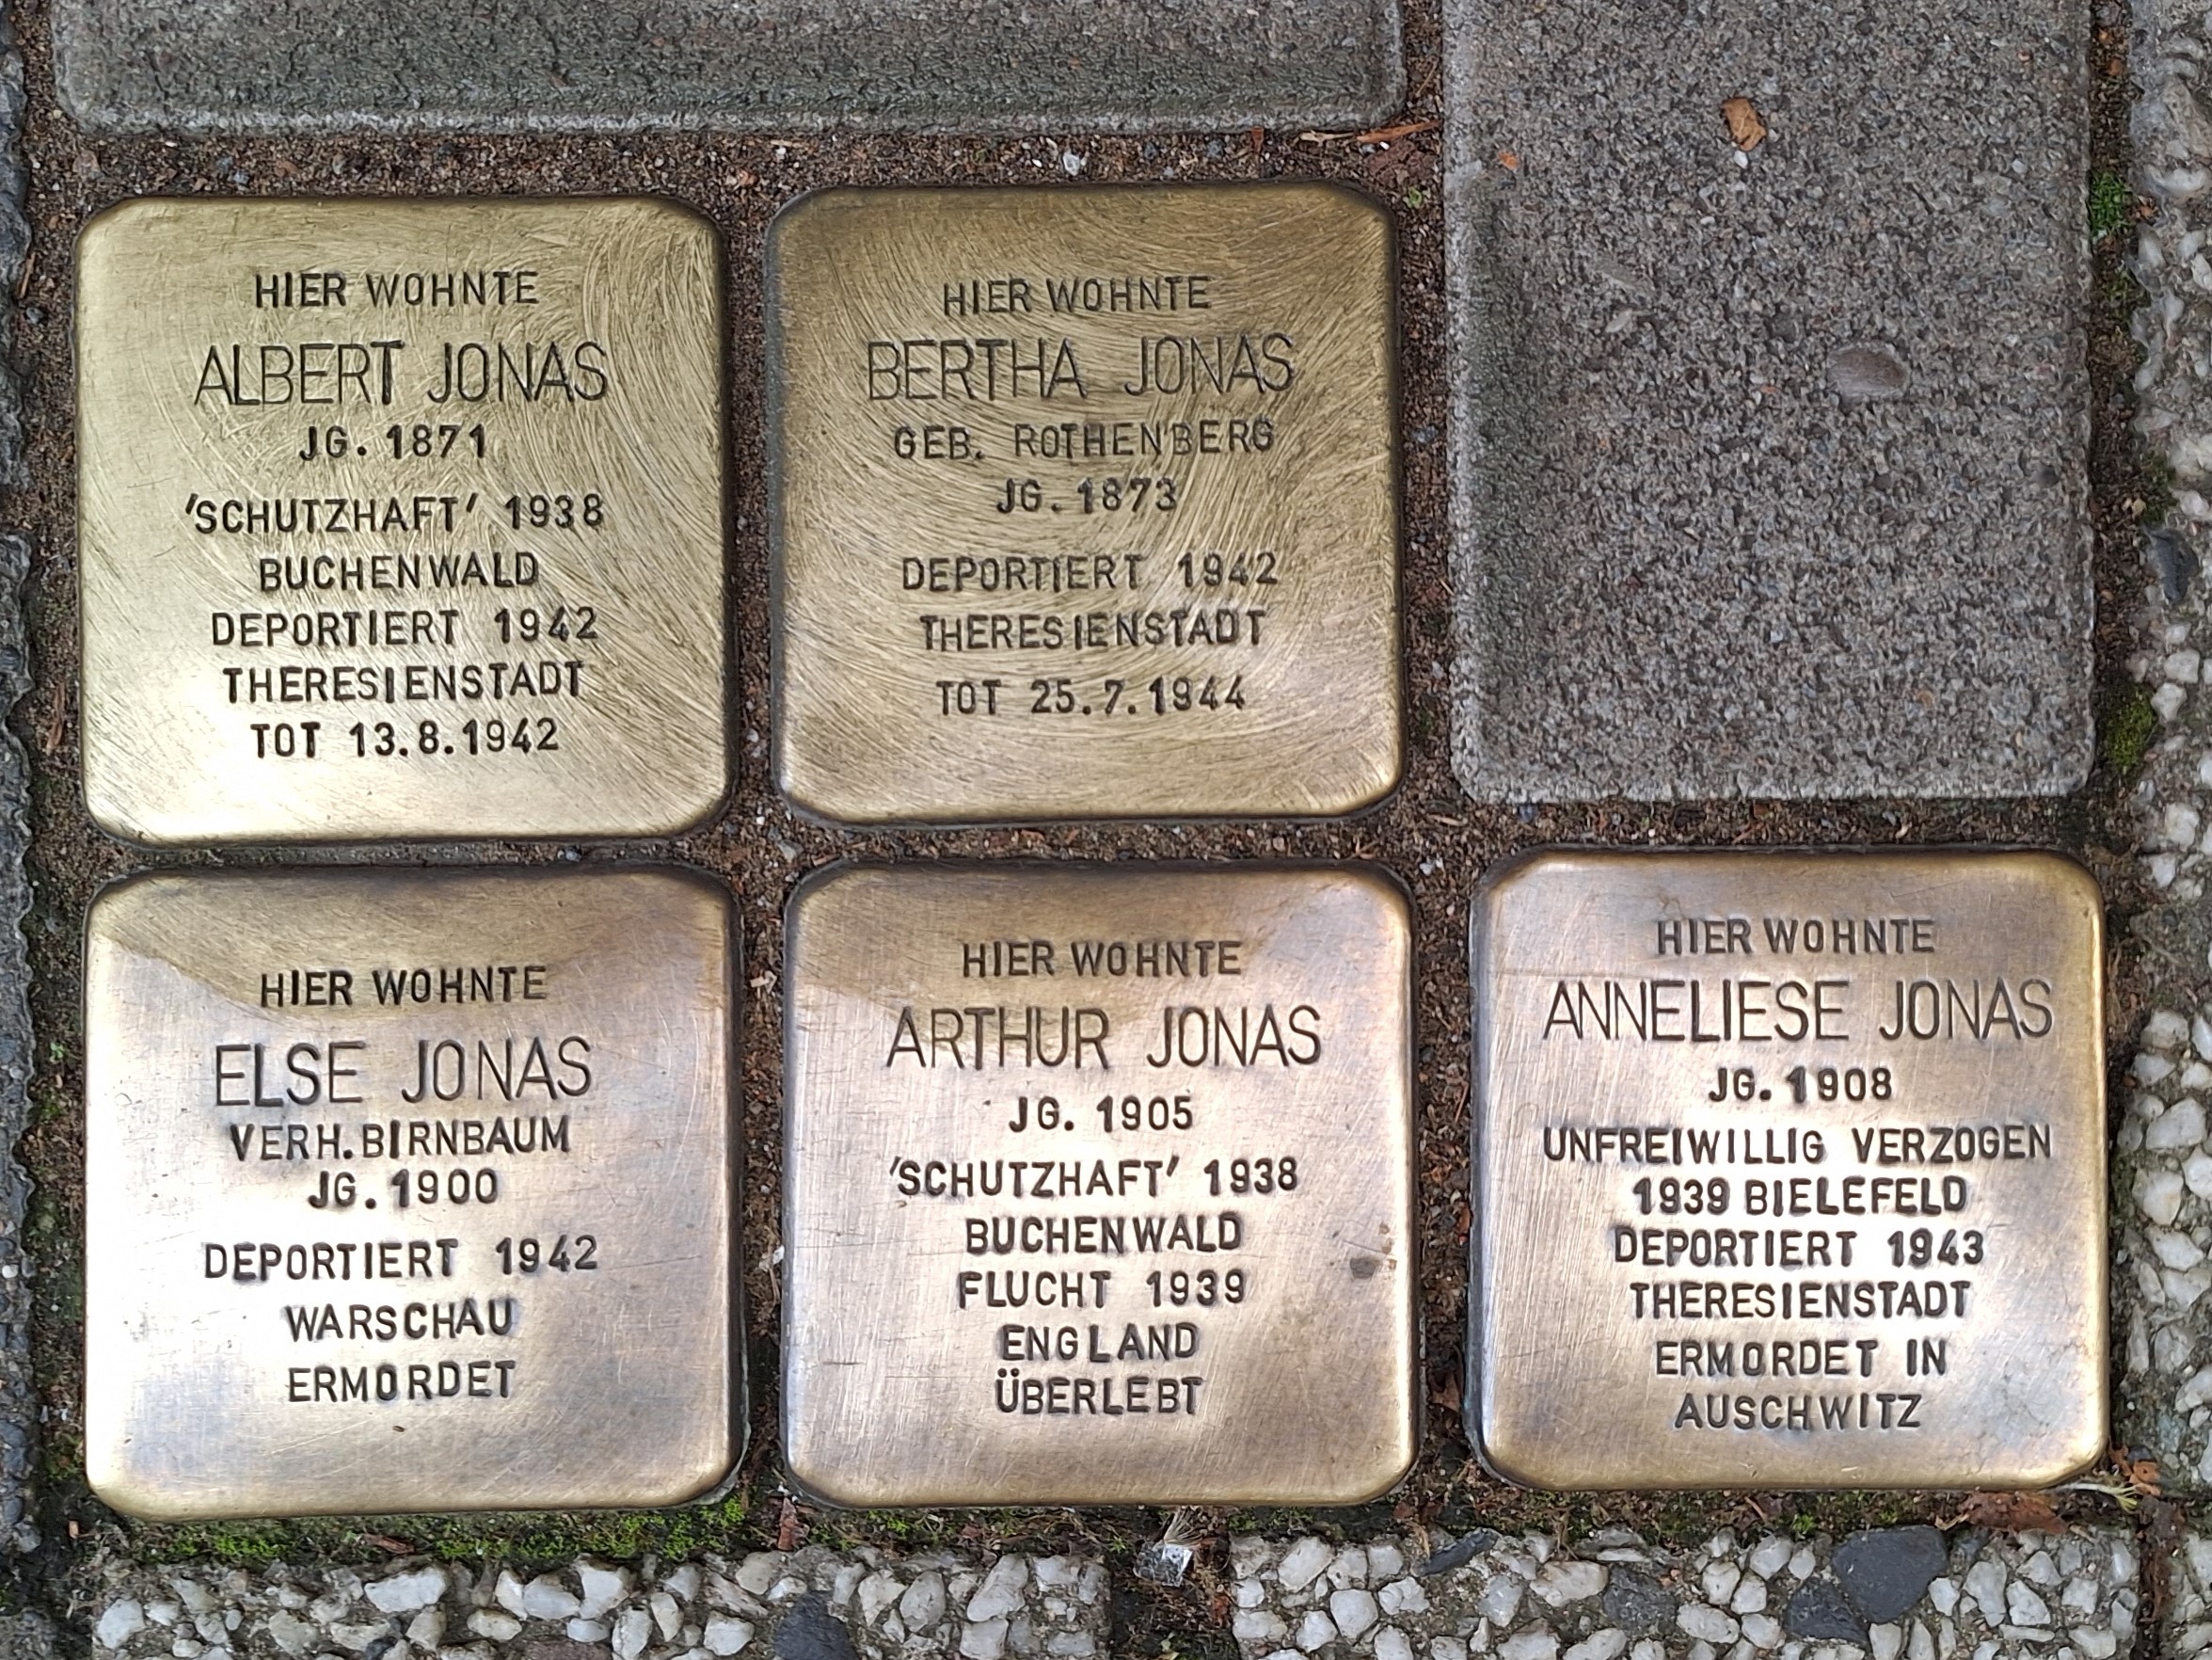 HIER WOHNTE
ALBERT JONAS
JG. 1871
'SCHUTZHAFT' 1938
BUCHENWALD
DEPORTIERT 1942
THERESIENSTADT
TOT 13.8.1942
HIER WOHNTE
BERTHA JONAS
GEB. ROTHENBERG
JG. 1873
DEPORTIERT 1942
THERESIENSTADT
TOT 25.7.1944
HIER WOHNTE
ELSE JONAS
VERH. BIRNBAUM
JG. 1900
DEPORTIERT 1942
WARSCHAU
ERMORDET
HIER WOHNTE
ARTHUR JONAS
JG. 1905
'SCHUTZHAFT' 1938
BUCHENWALD
FLUCHT 1939
ENGLAND
ÜBERLEBT
HIER WOHNTE
ANNELIESE JONAS
JG. 1908
UNFREIWILLIG VERZOGEN
1939 BIELEFELD
DEPORTIERT 1943
THERESIENSTADT
ERMORDET IN
AUSCHWITZ